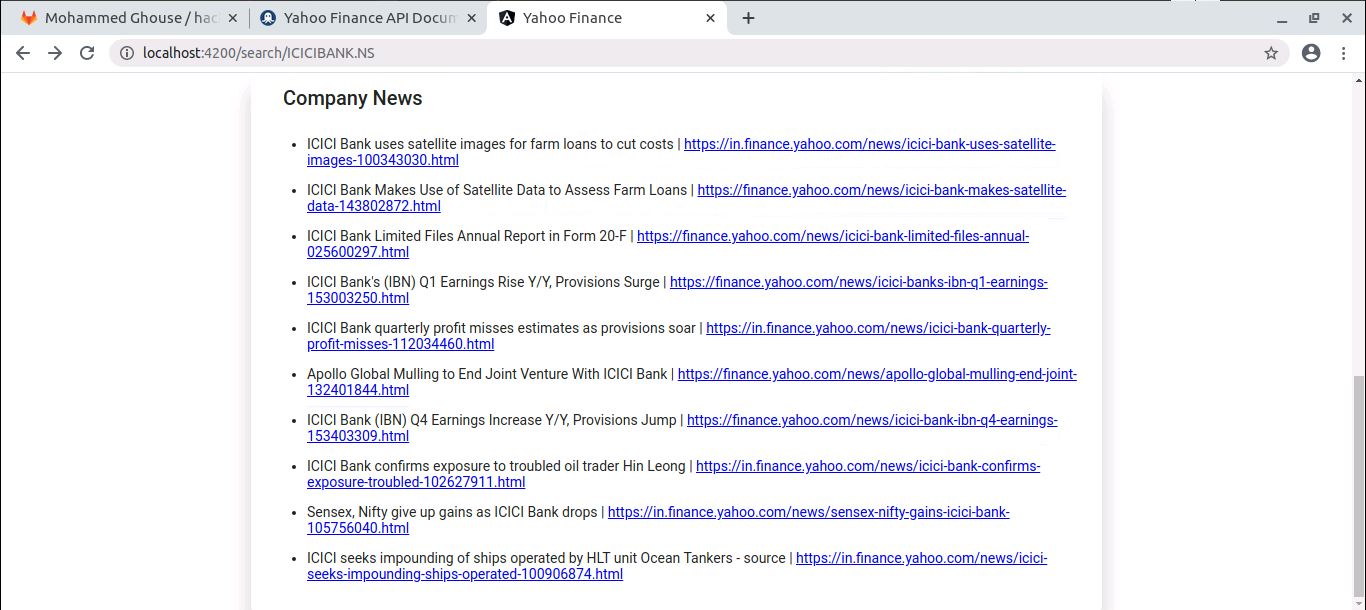 Mohammed Ghouse / hac
Yahoo Finance API Docum
Yahoo Finance
localhost:4200/search/ICICIBANK.NS
Company News
ICICI Bank uses satellite images for farm loans to cut costs | https://in.finance.yahoo.com/news/icici-bank-uses-satellite-
images-100343030.html
ICICI Bank Makes Use of Satellite Data to Assess Farm Loans | https://finance.yahoo.com/news/icici-bank-makes-satellite-
data-143802872.html
ICICI Bank Limited Files Annual Report in Form 20-F | https://finance.yahoo.com/news/icici-bank-limited-files-annual-
025600297.html
ICICI Bank's (IBN) Q1 Earnings Rise Y/Y, Provisions Surge | https://finance.yahoo.com/news/icici-banks-ibn-q1-earnings-
153003250.html
ICICI Bank quarterly profit misses estimates as provisions soar | https://in.finance.yahoo.com/news/icici-bank-quarterly-
profit-misses-112034460.html
Apollo Global Mulling to End Joint Venture With ICICI Bank | https://finance.yahoo.com/news/apollo-global-mulling-end-joint-
132401844.html
ICICI Bank (IBN) Q4 Earnings Increase Y/Y, Provisions Jump | https://finance.yahoo.com/news/icici-bank-ibn-q4-earnings-
153403309.html
ICICI Bank confirms exposure to troubled oil trader Hin Leong | https://in.finance.yahoo.com/news/icici-bank-confirms-
exposure-troubled-102627911.html
Sensex, Nifty give up gains as ICICI Bank drops | https://in.finance.yahoo.com/news/sensex-nifty-gains-icici-bank-
105756040.html
ICICI seeks impounding of ships operated by HLT unit Ocean Tankers - source | https://in.finance.yahoo.com/news/icici-
seeks-impounding-ships-operated-100906874.html